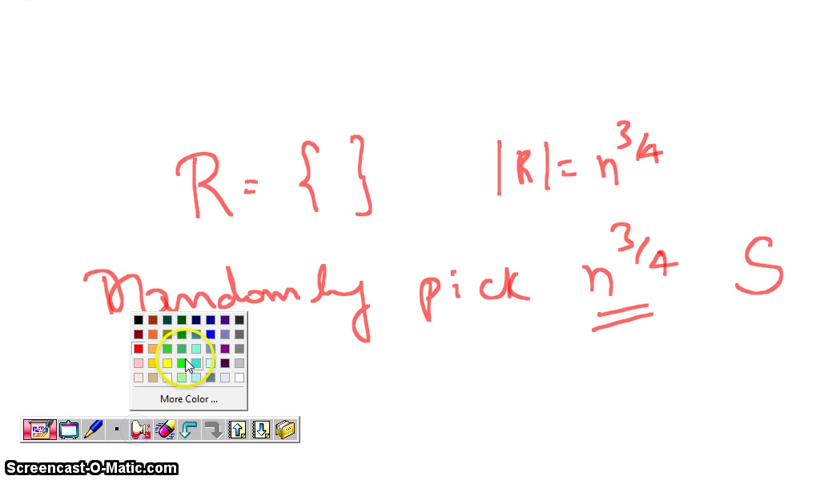 R = { } |R| = n^3/4
Randomly pick n^3/4 S
More Color ...
SCREENCAST-O-MATIC.com